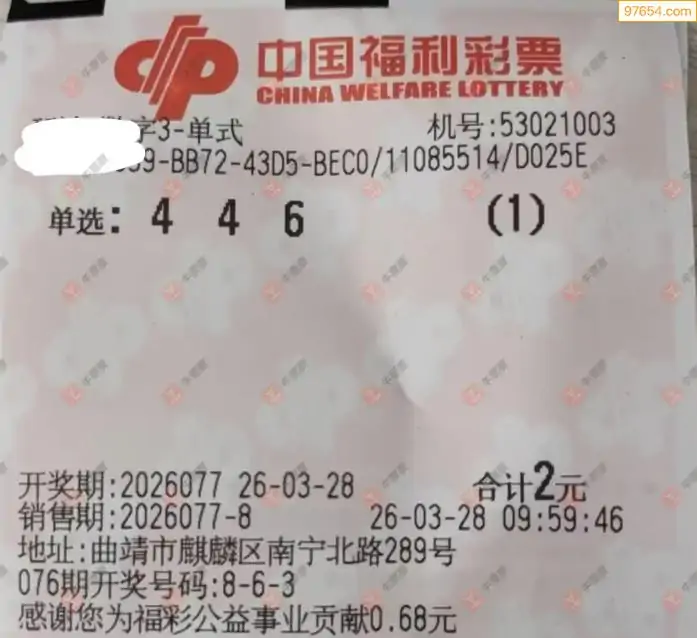 97654.com
中国福利彩票
CHINA WELFARE LOTTERY
字3-单式 机号:53021003
39-BB72-43D5-BEC0/11085514/D025E
单选: 4 4 6 (1)
开奖期:2026077 26-03-28 合计2元
销售期:2026077-8 26-03-28 09:59:46
地址:曲靖市麒麟区南宁北路289号
076期开奖号码:8-6-3
感谢您为福彩公益事业贡献0.68元